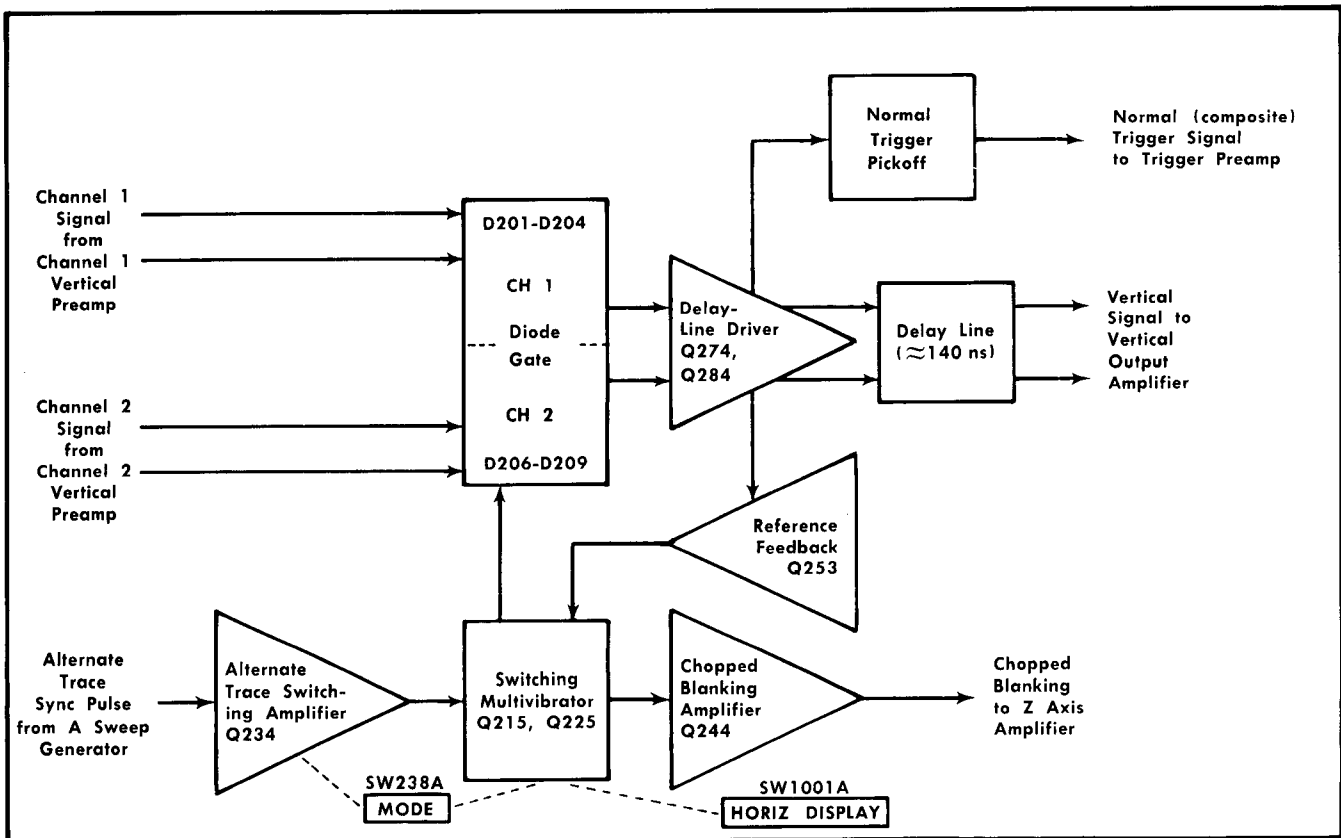 Normal
Trigger
Pickoff
Normal (composite)
Trigger Signal
to Trigger Preamp
Channel 1
Signal
from
Channel 1
Vertical
Preamp
D201-D204
CH 1
Diode
Gate
CH 2
D206-D209
Delay-
Line Driver
Q274,
Q284
Delay Line
(≈140 ns)
Vertical
Signal to
Vertical
Output
Amplifier
Channel 2
Signal
from
Channel 2
Vertical
Preamp
Reference
Feedback
Q253
Alternate
Trace
Sync Pulse
from A Sweep
Generator
Alternate
Trace Switch-
ing Amplifier
Q234
Switching
Multivibrator
Q215, Q225
Chopped
Blanking
Amplifier
Q244
Chopped
Blanking
to Z Axis
Amplifier
SW238A
MODE
SW1001A
HORIZ DISPLAY